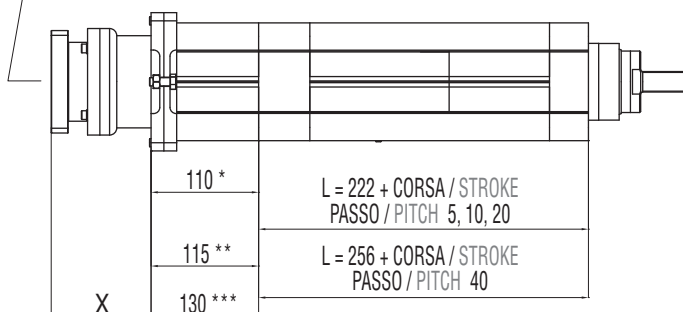 110 *
L = 222 + CORSA / STROKE
PASSO / PITCH 5, 10, 20
115 **
L = 256 + CORSA / STROKE
PASSO / PITCH 40
X
130 ***